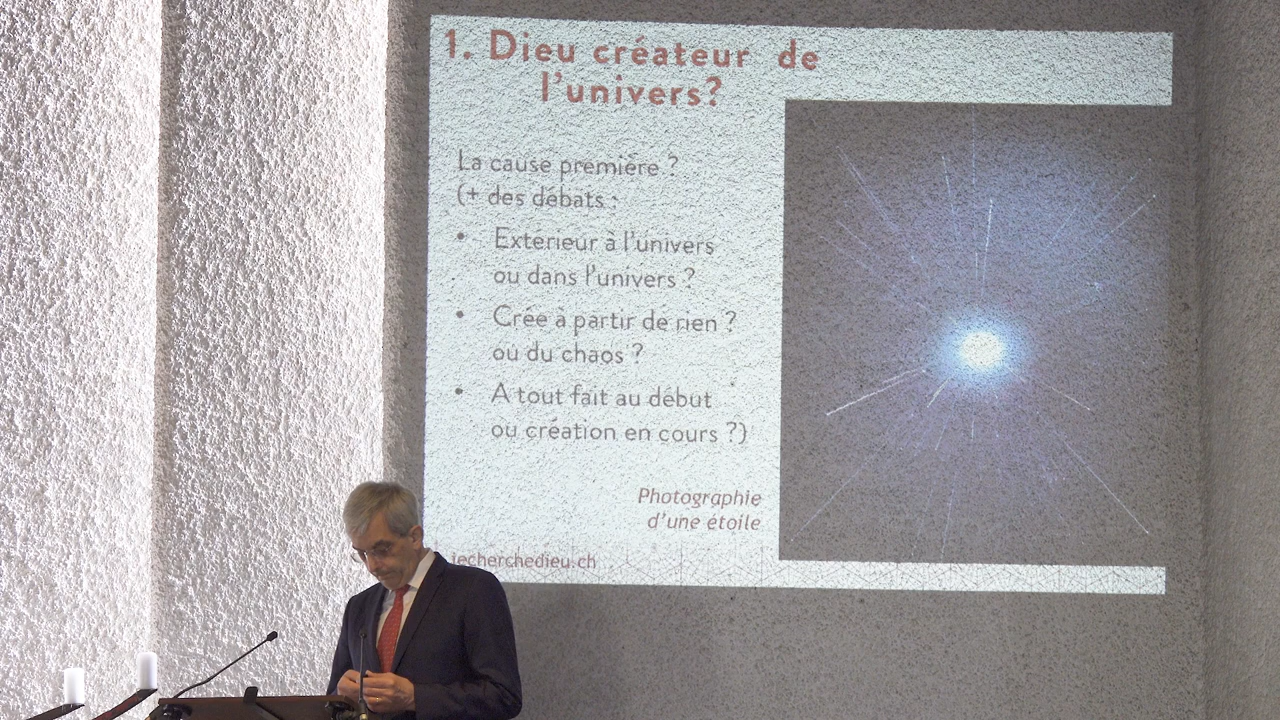 1. Dieu créateur de
l'univers?
La cause première ?
(+ des débats :
• Extérieur à l'univers
ou dans l'univers ?
• Crée à partir de rien ?
ou du chaos ?
• A tout fait au début
ou création en cours ?)
Photographie
d'une étoile
jecherchedieu.ch